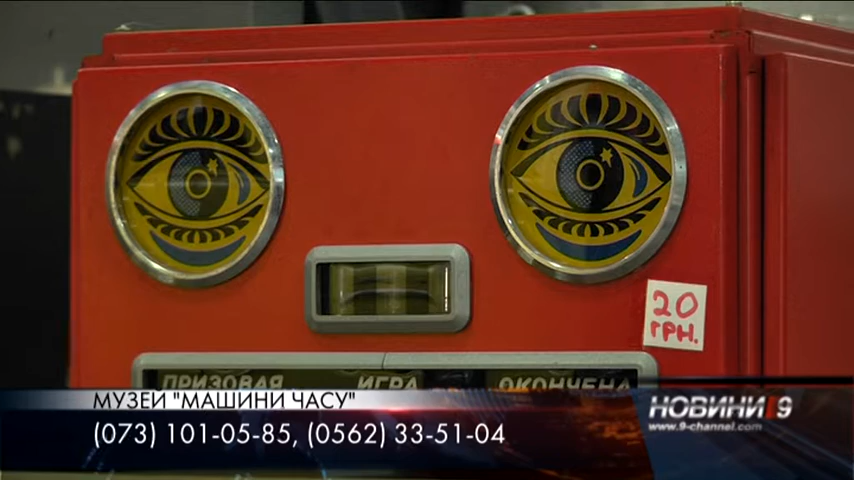 20
ГРН.
ПРИЗОВАЯ ИГРА ОКОНЧЕНА
МУЗЕЙ "МАШИНИ ЧАСУ"
(073) 101-05-85, (0562) 33-51-04
НОВИНИ 9
www.9-channel.com